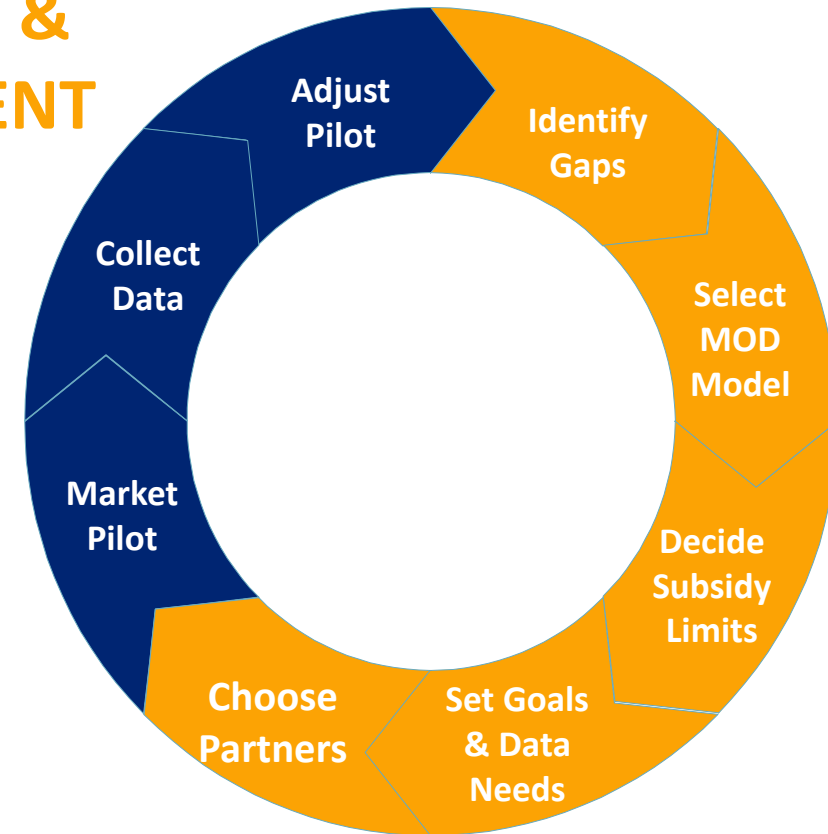 &
ENT
Adjust
Pilot
Identify
Gaps
Select
MOD
Model
Decide
Subsidy
Limits
Set Goals
& Data
Needs
Choose
Partners
Market
Pilot
Collect
Data